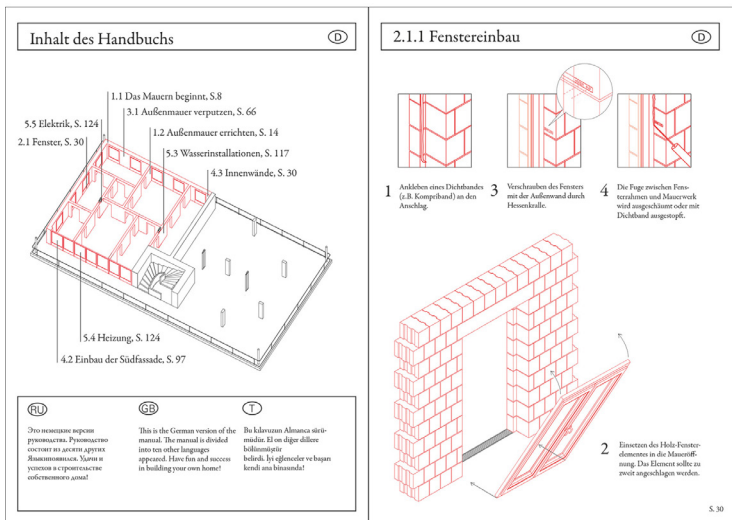 Inhalt des Handbuchs
D
1.1 Das Mauern beginnt, S.8
3.1 Außenmauer verputzen, S. 66
5.5 Elektrik, S. 124
1.2 Außenmauer errichten, S. 14
2.1 Fenster, S. 30
5.3 Wasserinstallationen, S. 117
4.3 Innenwände, S. 30
5.4 Heizung, S. 124
4.2 Einbau der Südfassade, S. 97
RU
Это немецкие версия
руководства. Руководство
состоит из десяти других
Языкипоявился. Удачи и
успехов в строительстве
собственного дома!
GB
This is the German version of the
manual. The manual is divided
into ten other languages
appeared. Have fun and success
in building your own home!
T
Bu kılavuzun Almanca sürü-
müdür. El on diğer dillere
bölünmüştür
belirdi. İyi eğlenceler ve başarı
kendi ana binasında!
2.1.1 Fenstereinbau
D
1
Ankleben eines Dichtbandes
(z.B. Kompriband) an den
Anschlag.
3
Verschrauben des Fensters
mit der Außenwand durch
Hessenkralle.
4
Die Fuge zwischen Fens-
terrahmen und Mauerwerk
wird ausgeschäumt oder mit
Dichtband ausgestopft.
2
Einsetzen des Holz-Fenster-
elementes in die Maueröff-
nung. Das Element sollte zu
zweit angeschlagen werden.
S. 30